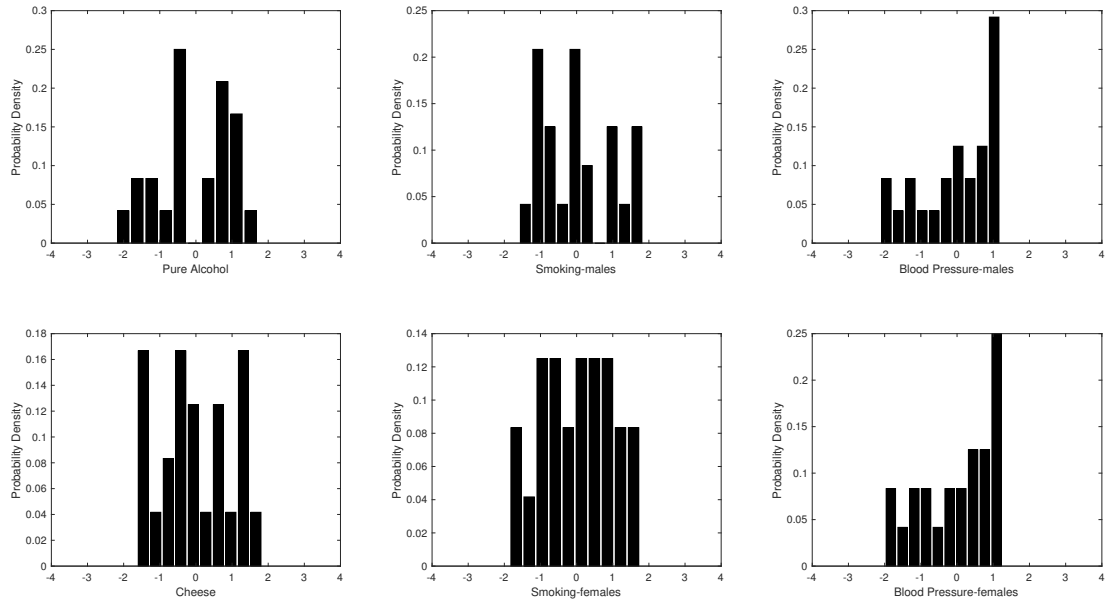 0.3
0.25
0.2
0.15
0.1
0.05
0
Probability Density
-4 -3 -2 -1 0 1 2 3 4
Pure Alcohol
0.25
0.2
0.15
0.1
0.05
0
Probability Density
-4 -3 -2 -1 0 1 2 3 4
Smoking-males
0.3
0.25
0.2
0.15
0.1
0.05
0
Probability Density
-4 -3 -2 -1 0 1 2 3 4
Blood Pressure-males
0.18
0.16
0.14
0.12
0.1
0.08
0.06
0.04
0.02
0
Probability Density
-4 -3 -2 -1 0 1 2 3 4
Cheese
0.14
0.12
0.1
0.08
0.06
0.04
0.02
0
Probability Density
-4 -3 -2 -1 0 1 2 3 4
Smoking-females
0.25
0.2
0.15
0.1
0.05
0
Probability Density
-4 -3 -2 -1 0 1 2 3 4
Blood Pressure-females